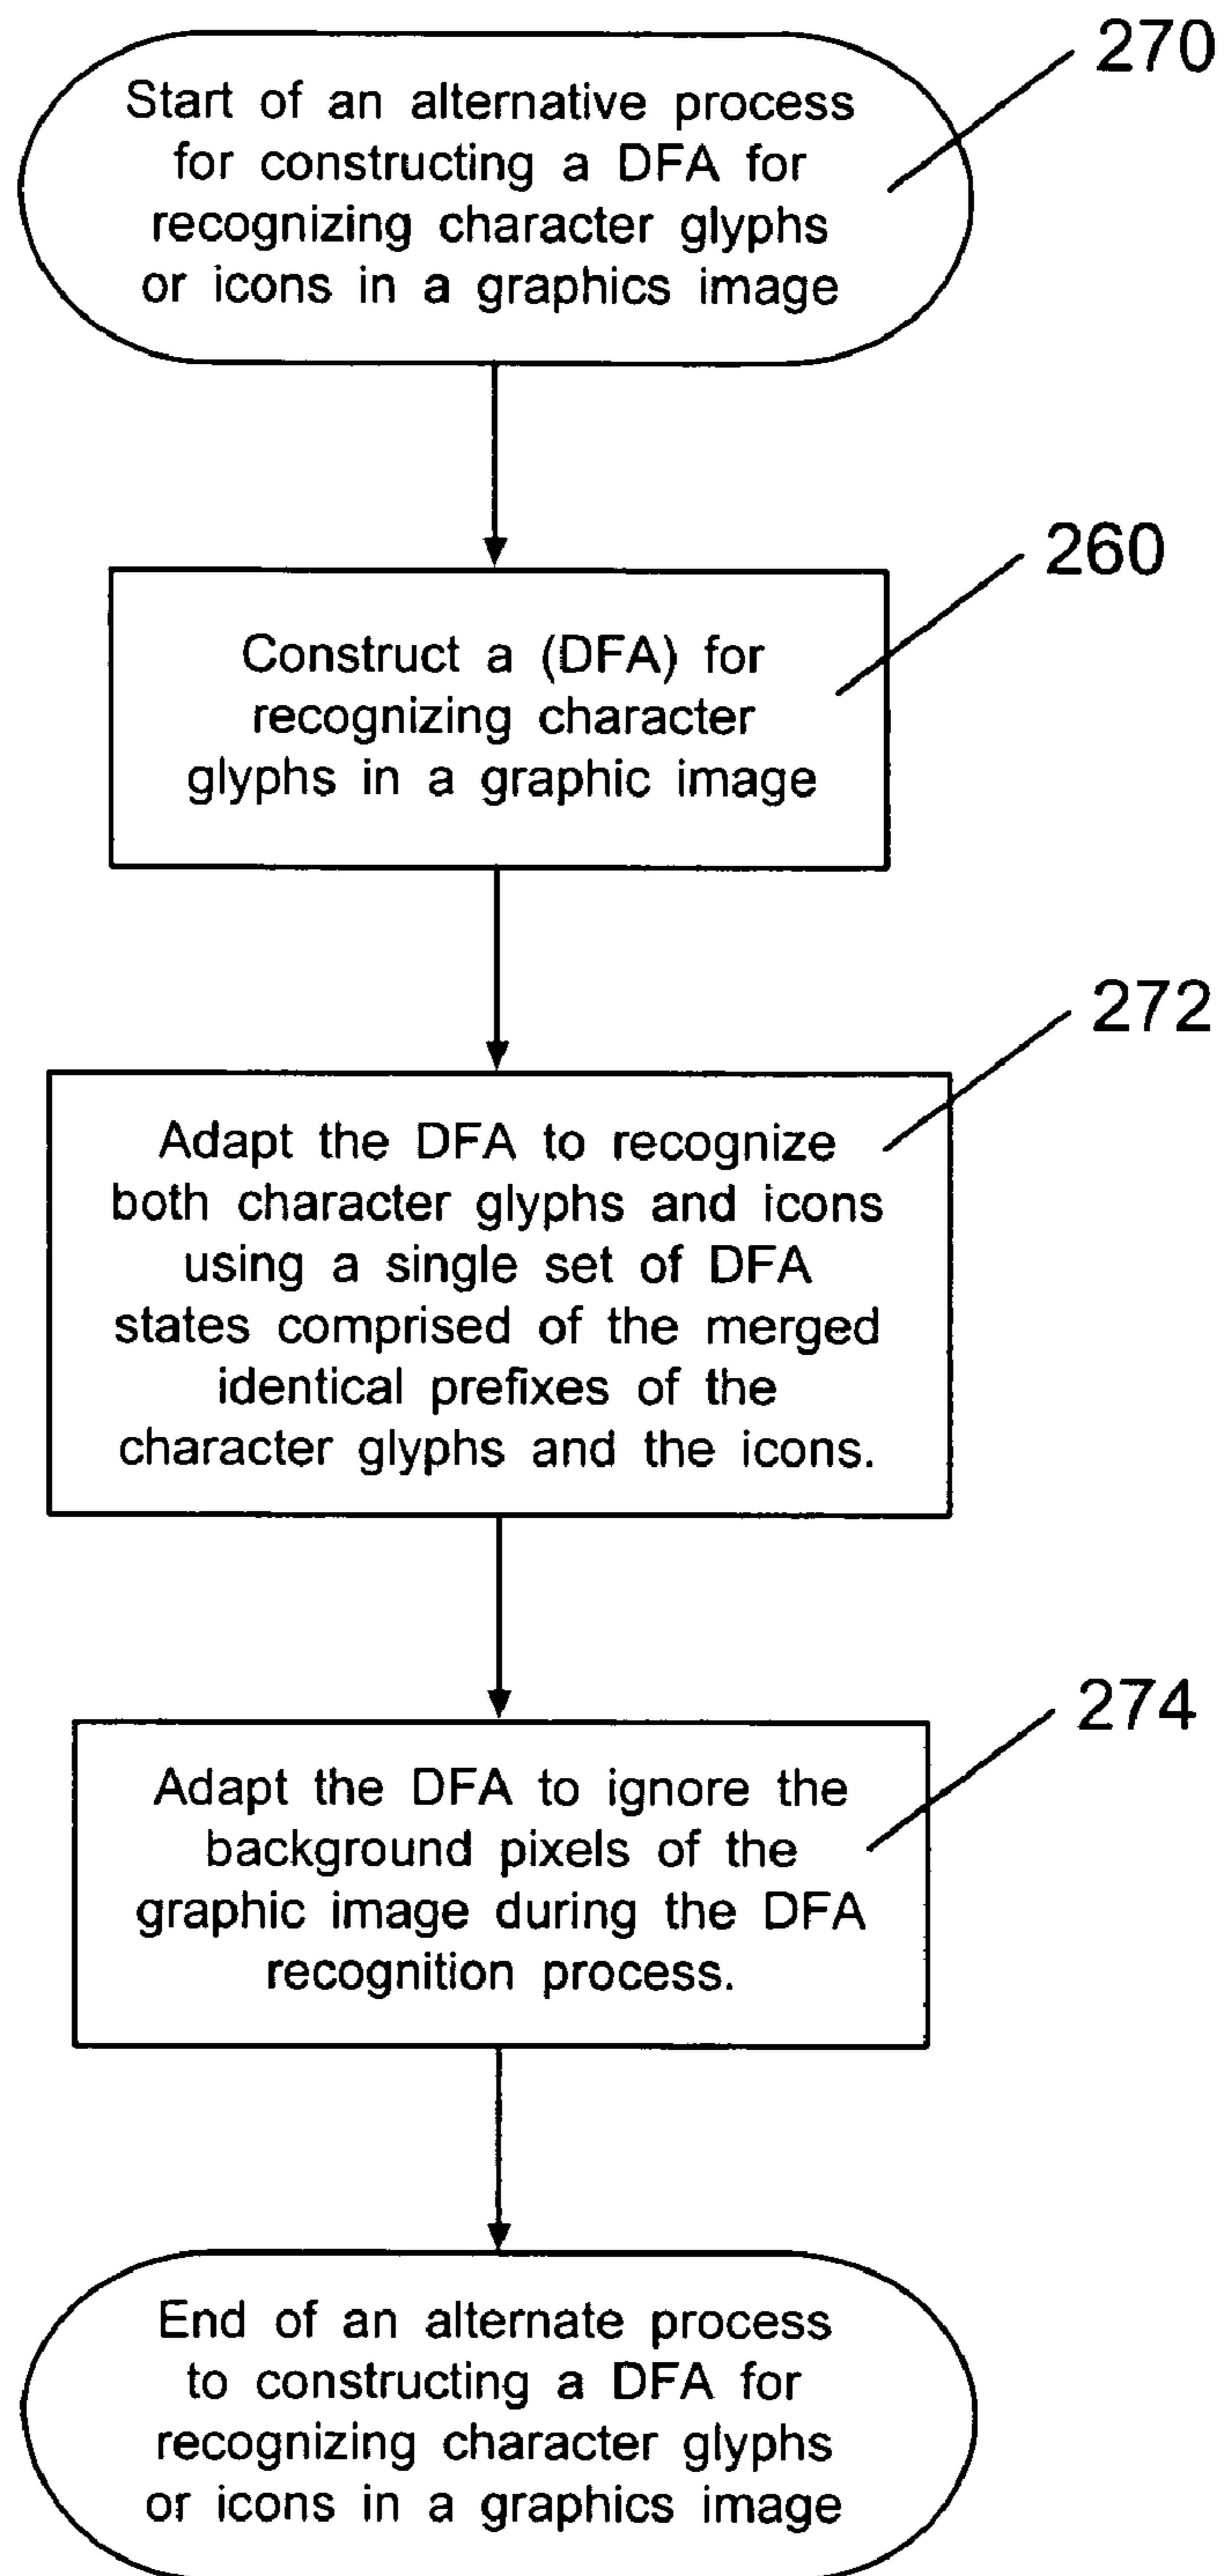 270
Start of an alternative process
for constructing a DFA for
recognizing character glyphs
or icons in a graphics image
260
Construct a (DFA) for
recognizing character
glyphs in a graphic image
272
Adapt the DFA to recognize
both character glyphs and icons
using a single set of DFA
states comprised of the merged
identical prefixes of the
character glyphs and the icons.
274
Adapt the DFA to ignore the
background pixels of the
graphic image during the DFA
recognition process.
End of an alternate process
to constructing a DFA for
recognizing character glyphs
or icons in a graphics image